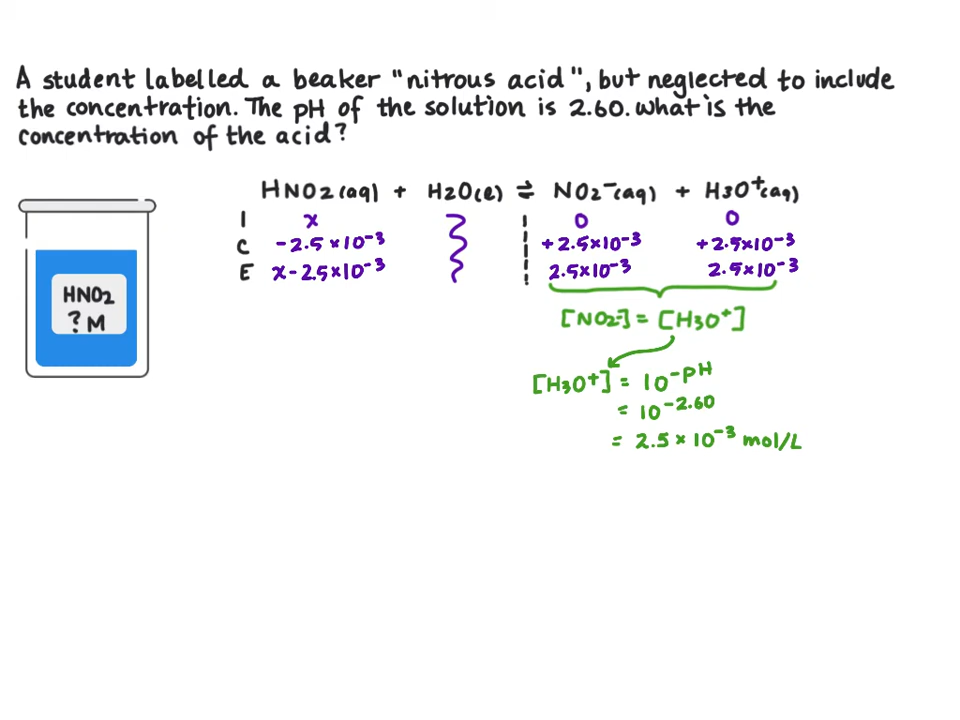 A student labelled a beaker "nitrous acid", but neglected to include
the concentration. The pH of the solution is 2.60. What is the
concentration of the acid?
HNO2(aq) + H2O(l) ⇌ NO2⁻(aq) + H3O⁺(aq)
I x 0 0
C -2.5×10⁻³ +2.5×10⁻³ +2.5×10⁻³
E x-2.5×10⁻³ 2.5×10⁻³ 2.5×10⁻³
HNO2
? M
[NO2⁻] = [H3O⁺]
[H3O⁺] = 10⁻pH
= 10⁻²·⁶⁰
= 2.5 × 10⁻³ mol/L